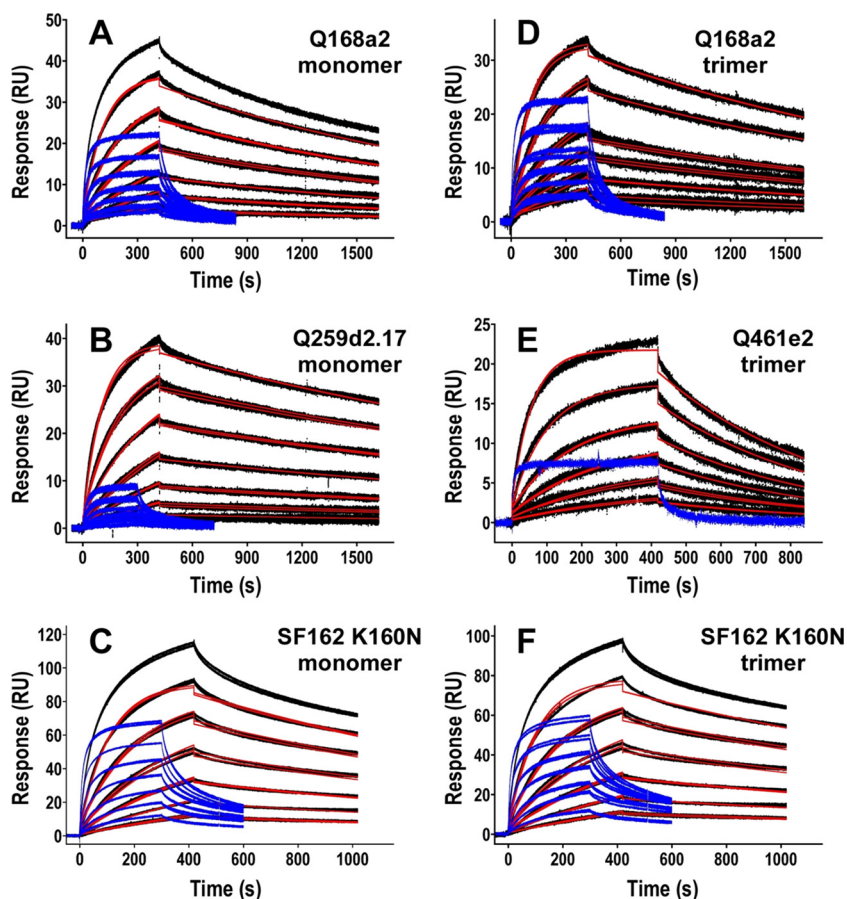 A
Q168a2
monomer
Response (RU)
50
40
30
20
10
0
0 300 600 900 1200 1500
Time (s)
D
Q168a2
trimer
Response (RU)
30
20
10
0
0 300 600 900 1200 1500
Time (s)
B
Q259d2.17
monomer
Response (RU)
40
30
20
10
0
0 300 600 900 1200 1500
Time (s)
E
Q461e2
trimer
Response (RU)
25
20
15
10
5
0
0 100 200 300 400 500 600 700 800
Time (s)
C
SF162 K160N
monomer
Response (RU)
120
100
80
60
40
20
0
0 200 400 600 800 1000
Time (s)
F
SF162 K160N
trimer
Response (RU)
100
80
60
40
20
0
0 200 400 600 800 1000
Time (s)